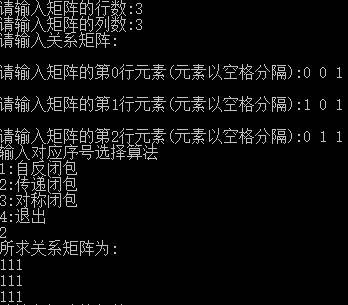 请输入矩阵的行数:3
请输入矩阵的列数:3
请输入关系矩阵:
请输入矩阵的第0行元素(元素以空格分隔):0 0 1
请输入矩阵的第1行元素(元素以空格分隔):1 0 1
请输入矩阵的第2行元素(元素以空格分隔):0 1 1
输入对应序号选择算法
1:自反闭包
2:传递闭包
3:对称闭包
4:退出
2
所求关系矩阵为:
111
111
111